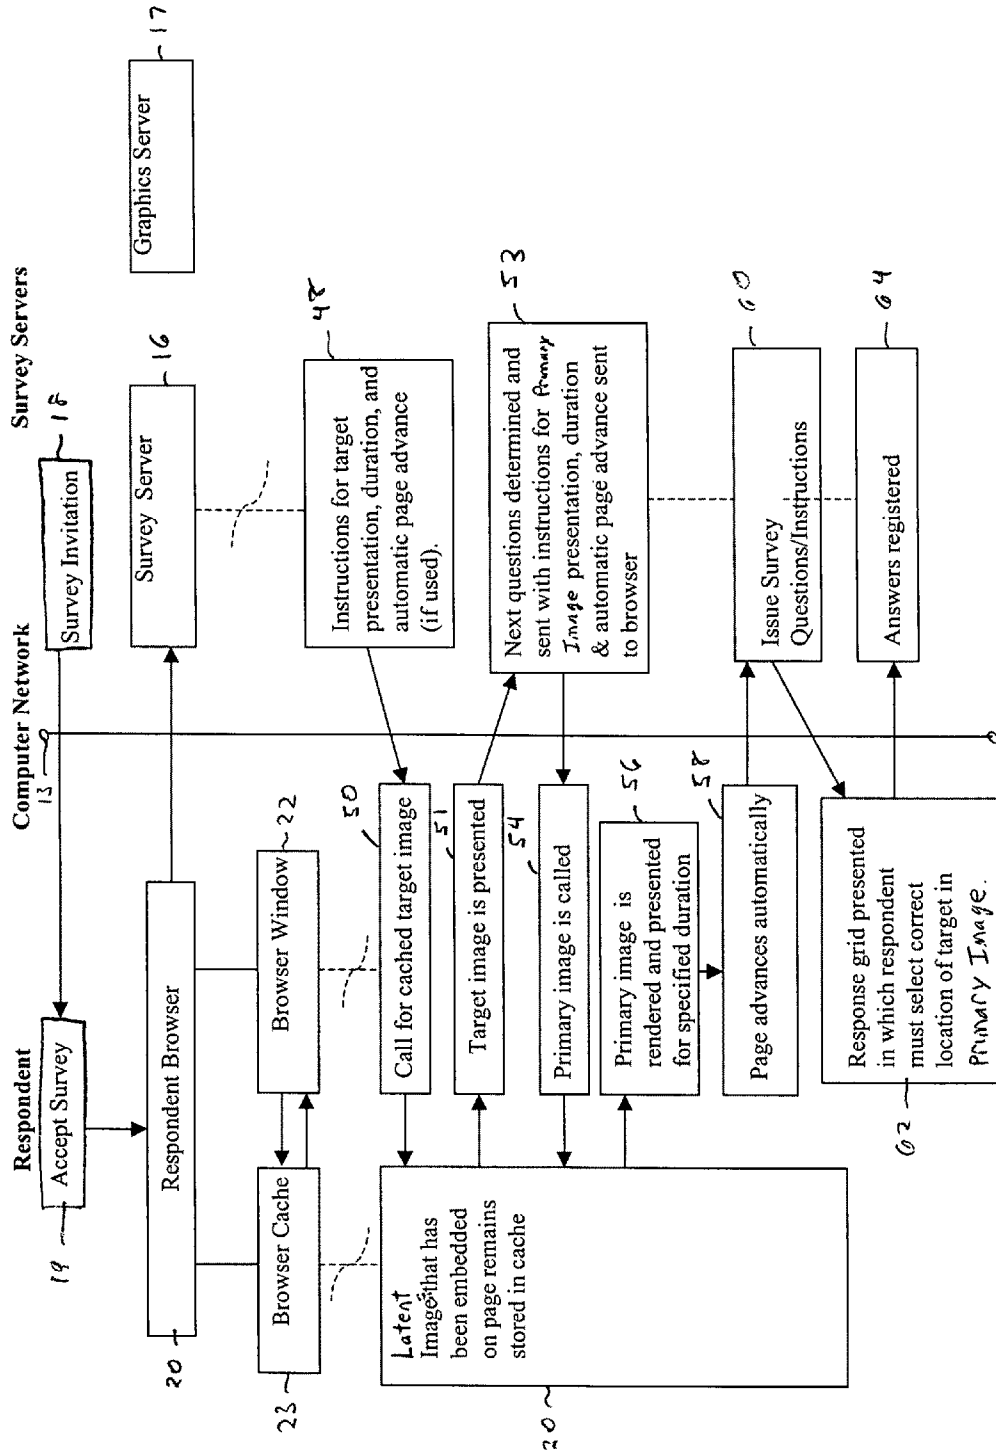 Respondent
Computer Network
Survey Servers
13
19
Accept Survey
Survey Invitation
18
20
Respondent Browser
Survey Server
16
Graphics Server
17
23
Browser Cache
Browser Window
22
Latent
Image that has
been embedded
on page remains
stored in cache
20
Call for cached target image
50
Instructions for target
presentation, duration, and
automatic page advance
(if used).
48
Target image is presented
51
Next questions determined and
sent with instructions for Primary
Image presentation, duration
& automatic page advance sent
to browser
53
Primary image is called
54
Primary image is
rendered and presented
for specified duration
56
Page advances automatically
58
Issue Survey
Questions/Instructions
60
Response grid presented
in which respondent
must select correct
location of target in
Primary Image.
62
Answers registered
64